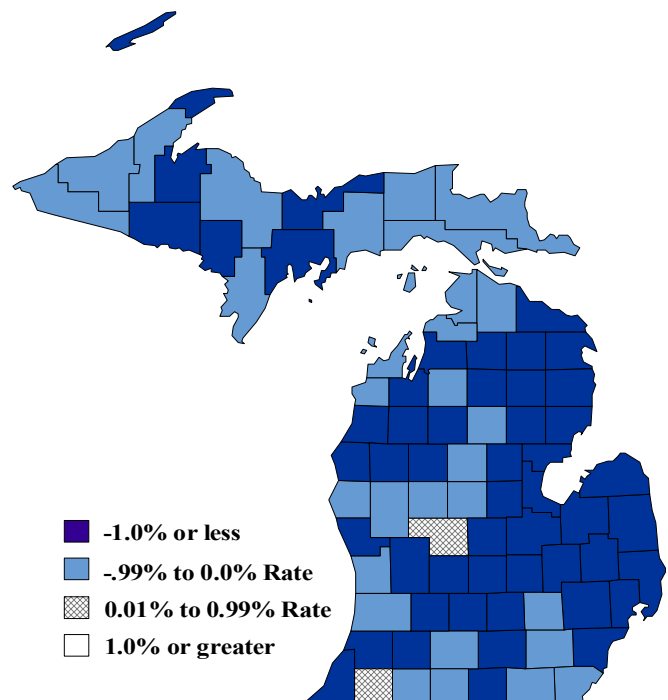 -1.0% or less
-.99% to 0.0% Rate
0.01% to 0.99% Rate
1.0% or greater